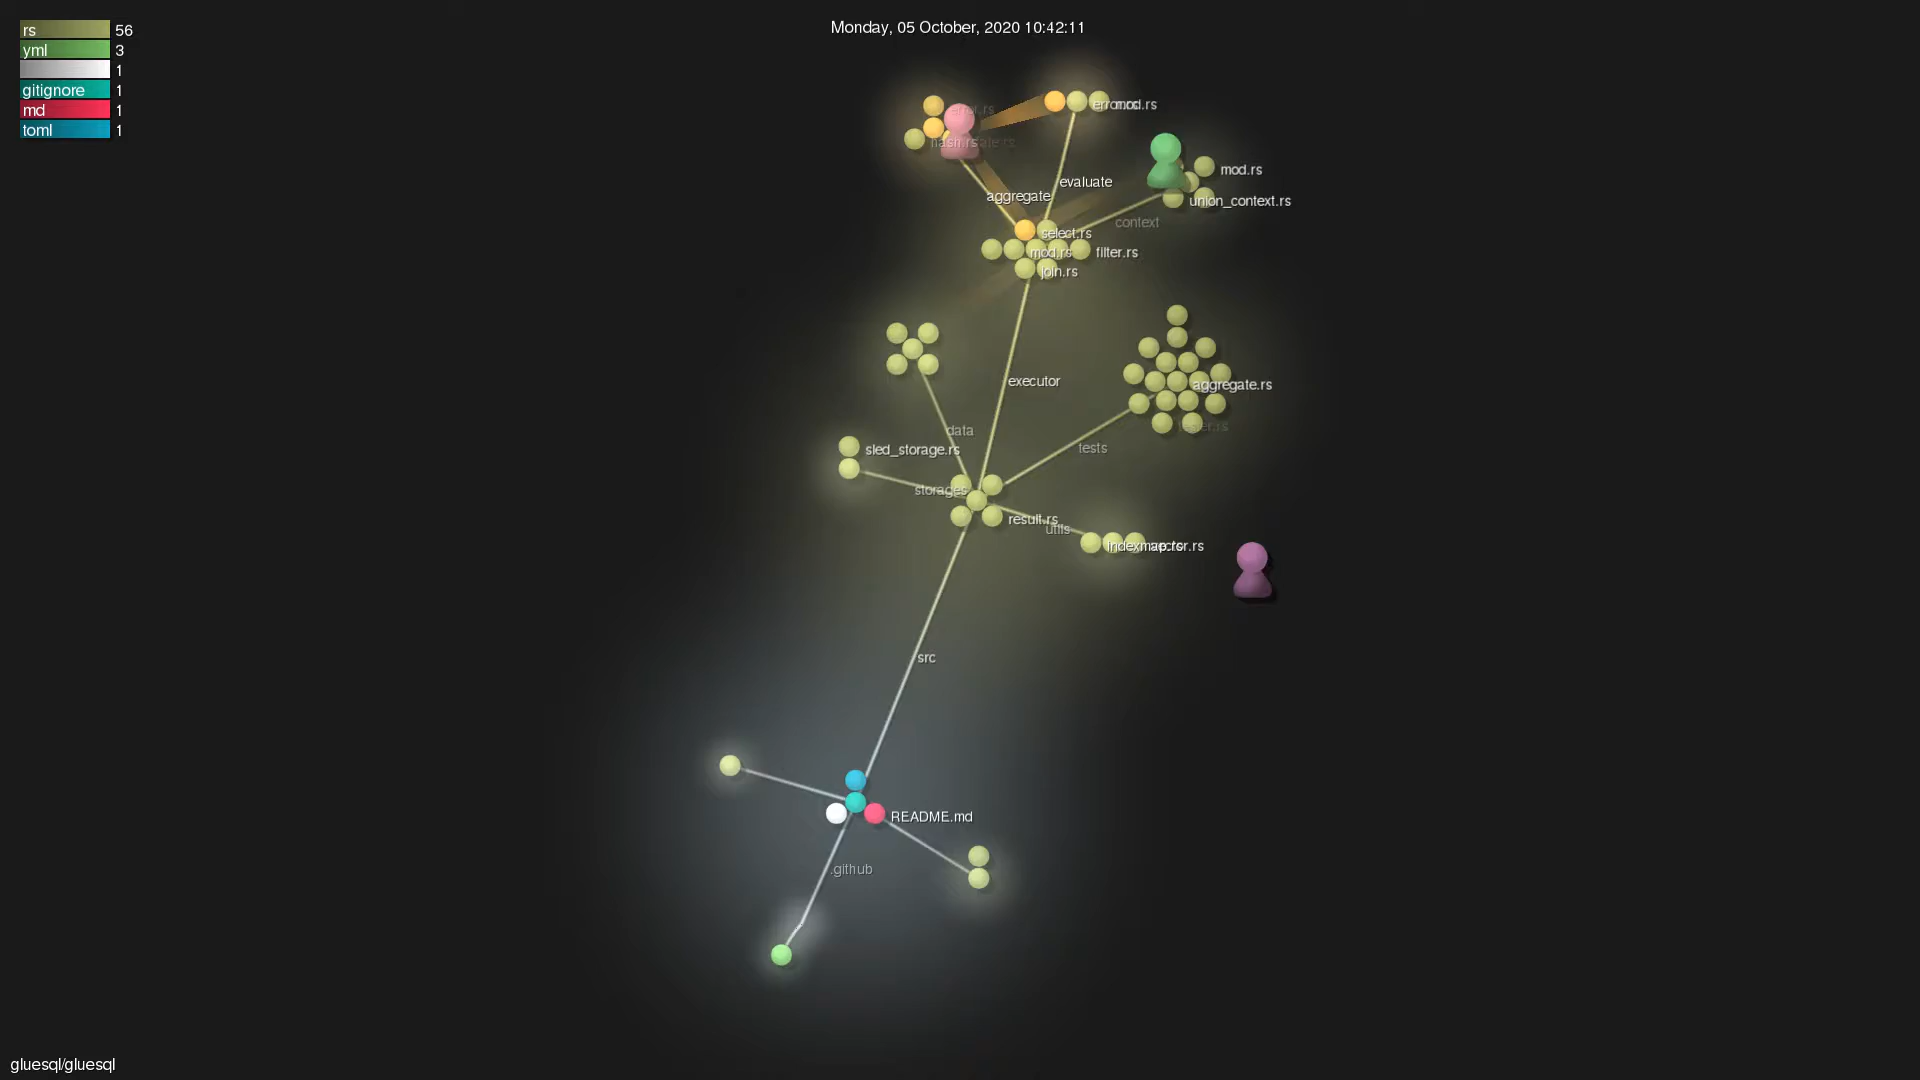 Monday, 05 October, 2020 10:42:11
rs 56
yml 3
1
gitignore 1
md 1
toml 1
mod.rs
evaluate
aggregate
union_context.rs
context
select.rs
mod.rs
filter.rs
join.rs
executor
aggregate.rs
data
tests
sled_storage.rs
storages
result.rs
utils
indexmap.rs
src
README.md
.github
gluesql/gluesql